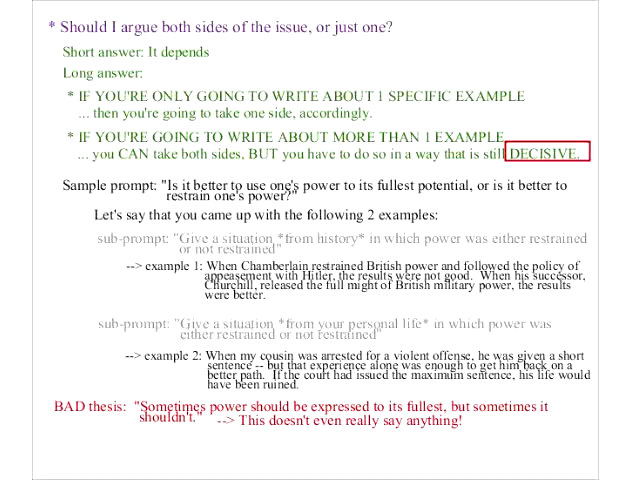 * Should I argue both sides of the issue, or just one?
Short answer: It depends
Long answer:
* IF YOU'RE ONLY GOING TO WRITE ABOUT 1 SPECIFIC EXAMPLE
... then you're going to take one side, accordingly.
* IF YOU'RE GOING TO WRITE ABOUT MORE THAN 1 EXAMPLE
... you CAN take both sides, BUT you have to do so in a way that is still DECISIVE.
Sample prompt: "Is it better to use one's power to its fullest potential, or is it better to
restrain one's power?"
Let's say that you came up with the following 2 examples:
sub-prompt: "Give a situation *from history* in which power was either restrained
or not restrained"
--> example 1: When Chamberlain restrained British power and followed the policy of
appeasement with Hitler, the results were not good. When his successor,
Churchill, released the full might of British military power, the results
were better.
sub-prompt: "Give a situation *from your personal life* in which power was
either restrained or not restrained"
--> example 2: When my cousin was arrested for a violent offense, he was given a short
sentence -- but that experience alone was enough to get him back on a
better path. If the court had issued the maximum sentence, his life would
have been ruined.
BAD thesis: "Sometimes power should be expressed to its fullest, but sometimes it
shouldn't." --> This doesn't even really say anything!